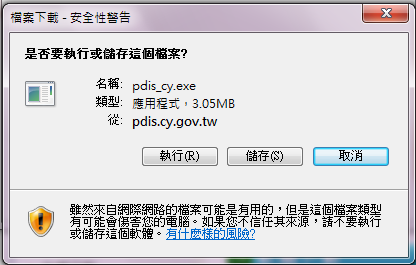 檔案下載 - 安全性警告
是否要執行或儲存這個檔案?
名稱: pdis_cy.exe
類型: 應用程式，3.05MB
從: pdis.cy.gov.tw
執行(R) 儲存(S) 取消
雖然來自網際網路的檔案可能是有用的，但是這個檔案類型
有可能會傷害您的電腦。如果您不信任其來源，請不要執行
或儲存這個軟體。有什麼樣的風險?